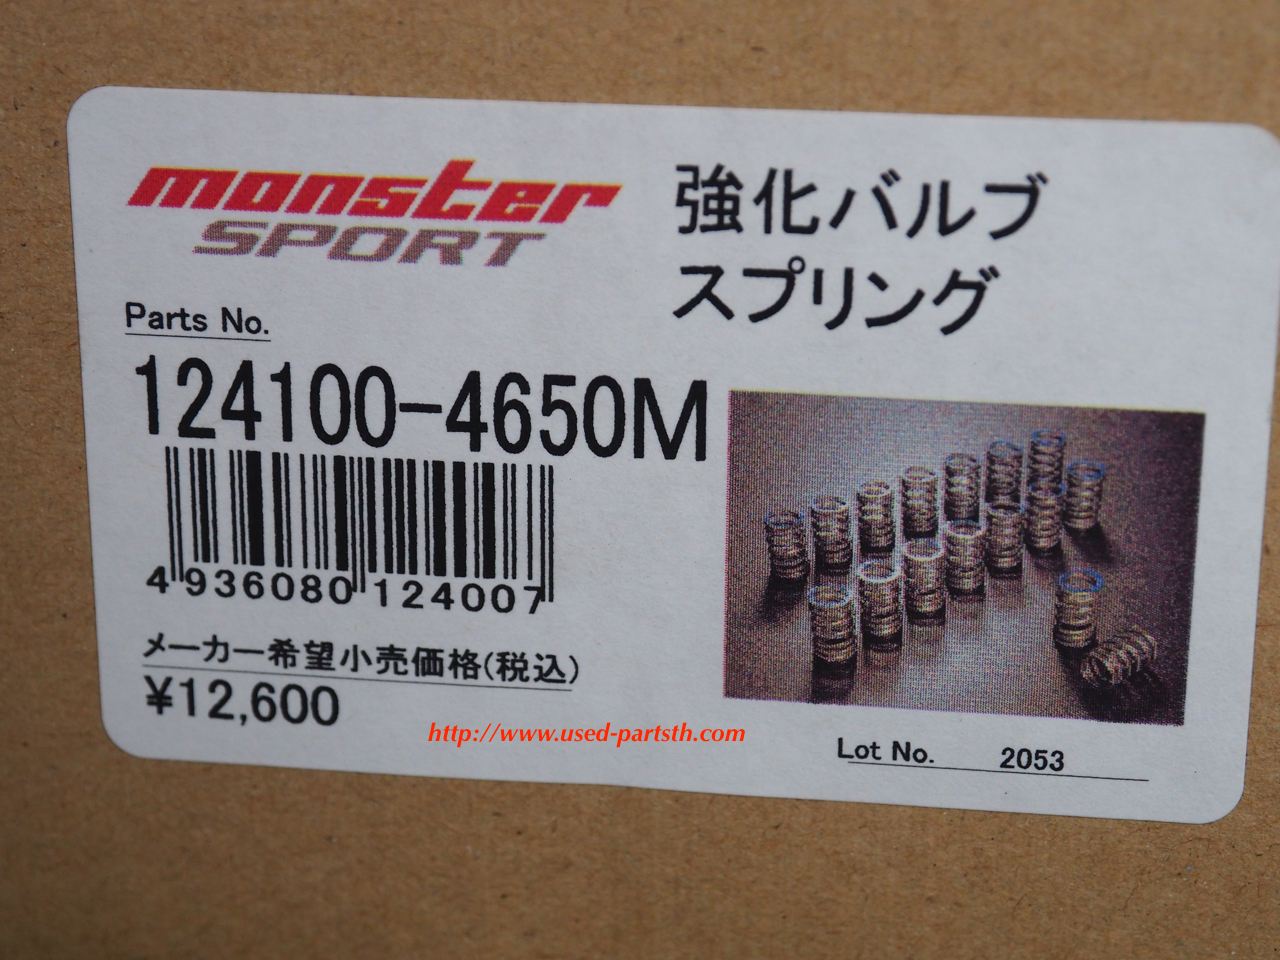 monster
SPORT
強化バルブ
スプリング
Parts No.
124100-4650M
4 936080 124007
メーカー希望小売価格(税込)
¥12,600
http://www.used-partsth.com
Lot No. 2053